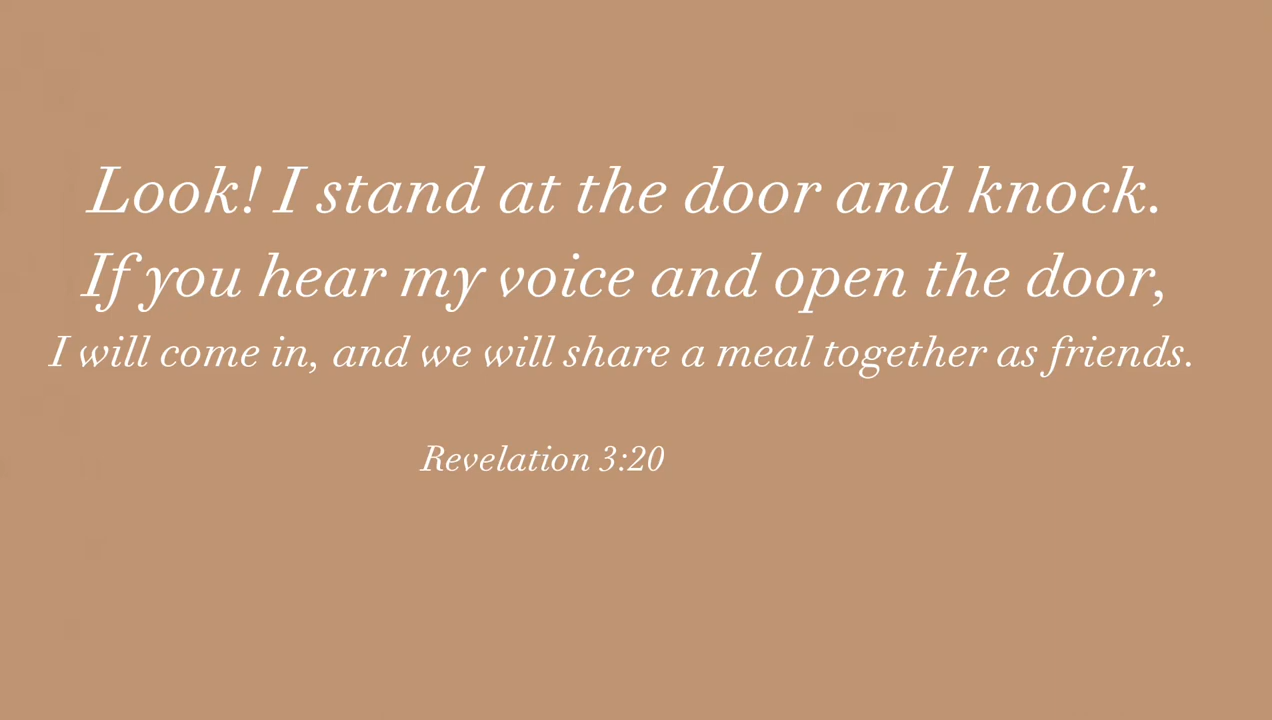 Look! I stand at the door and knock.
If you hear my voice and open the door,
I will come in, and we will share a meal together as friends.
Revelation 3:20